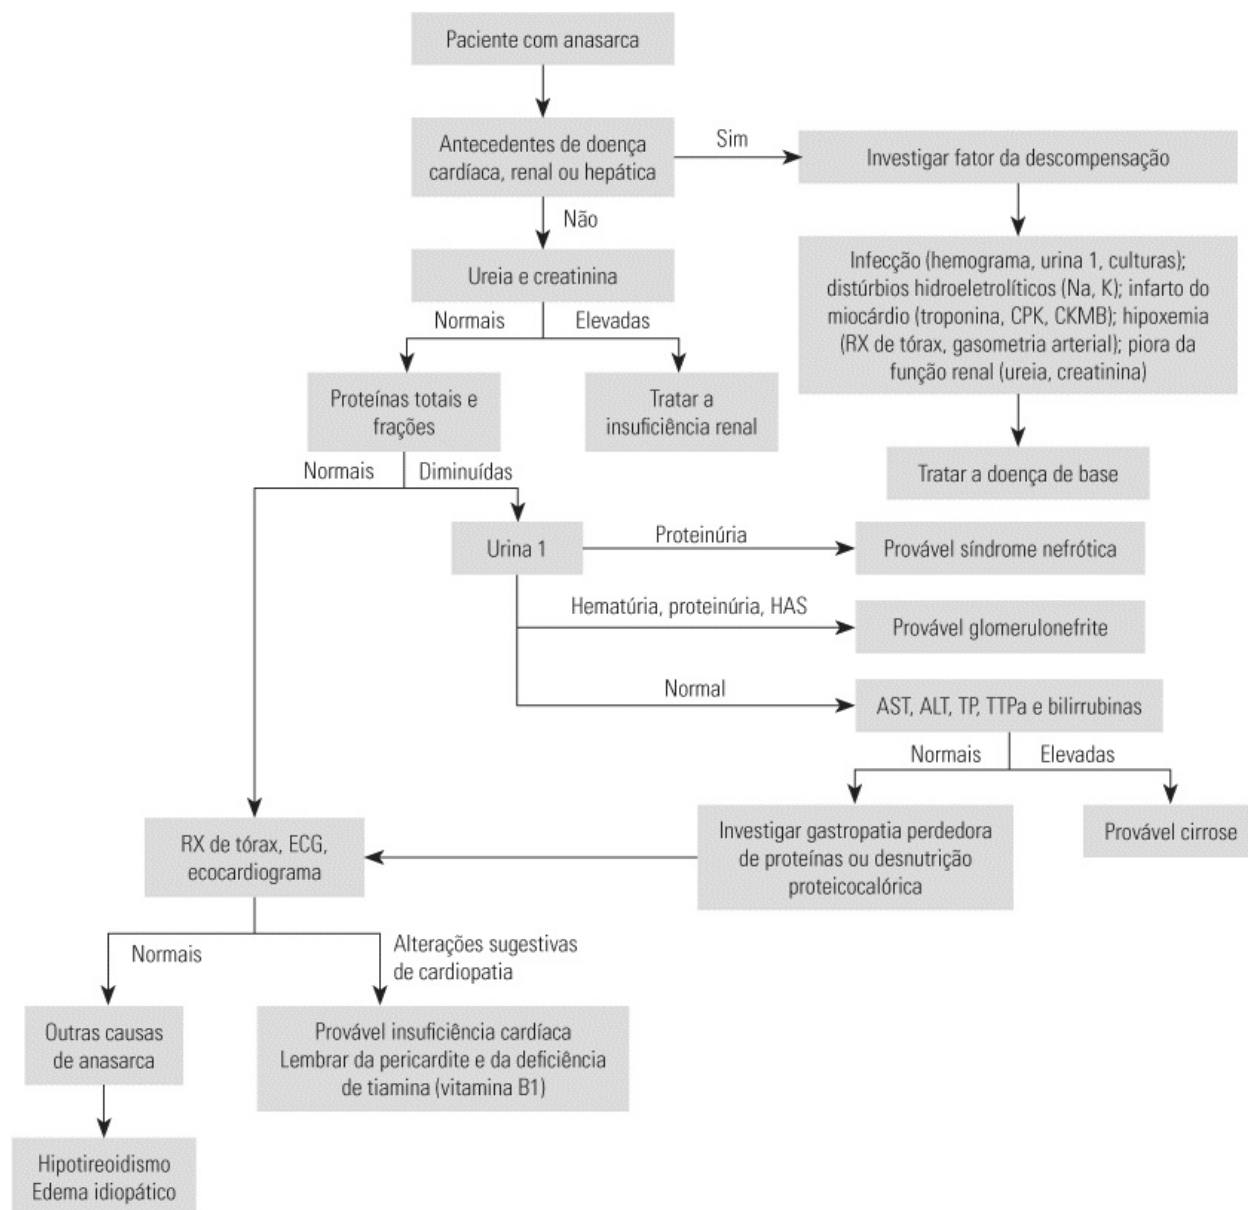 Paciente com anasarca
Antecedentes de doença
cardíaca, renal ou hepática
Sim
Investigar fator da descompensação
Não
Ureia e creatinina
Infecção (hemograma, urina 1, culturas);
distúrbios hidroeletrolíticos (Na, K); infarto do
miocárdio (troponina, CPK, CKMB); hipoxemia
(RX de tórax, gasometria arterial); piora da
função renal (ureia, creatinina)
Normais
Elevadas
Proteínas totais e
frações
Tratar a
insuficiência renal
Tratar a doença de base
Normais
Diminuídas
Urina 1
Proteinúria
Provável síndrome nefrótica
Hematúria, proteinúria, HAS
Provável glomerulonefrite
Normal
AST, ALT, TP, TTPa e bilirrubinas
Normais
Elevadas
RX de tórax, ECG,
ecocardiograma
Investigar gastropatia perdedora
de proteínas ou desnutrição
proteicocalórica
Provável cirrose
Normais
Alterações sugestivas
de cardiopatia
Outras causas
de anasarca
Provável insuficiência cardíaca
Lembrar da pericardite e da deficiência
de tiamina (vitamina B1)
Hipotireoidismo
Edema idiopático